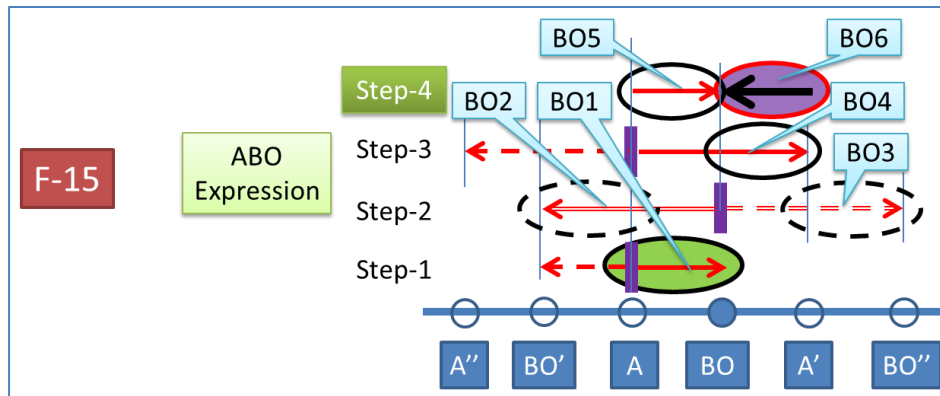 BO5
BO6
Step-4
BO2
BO1
BO4
Step-3
F-15
ABO
Expression
BO3
Step-2
Step-1
A''
BO'
A
BO
A'
BO''